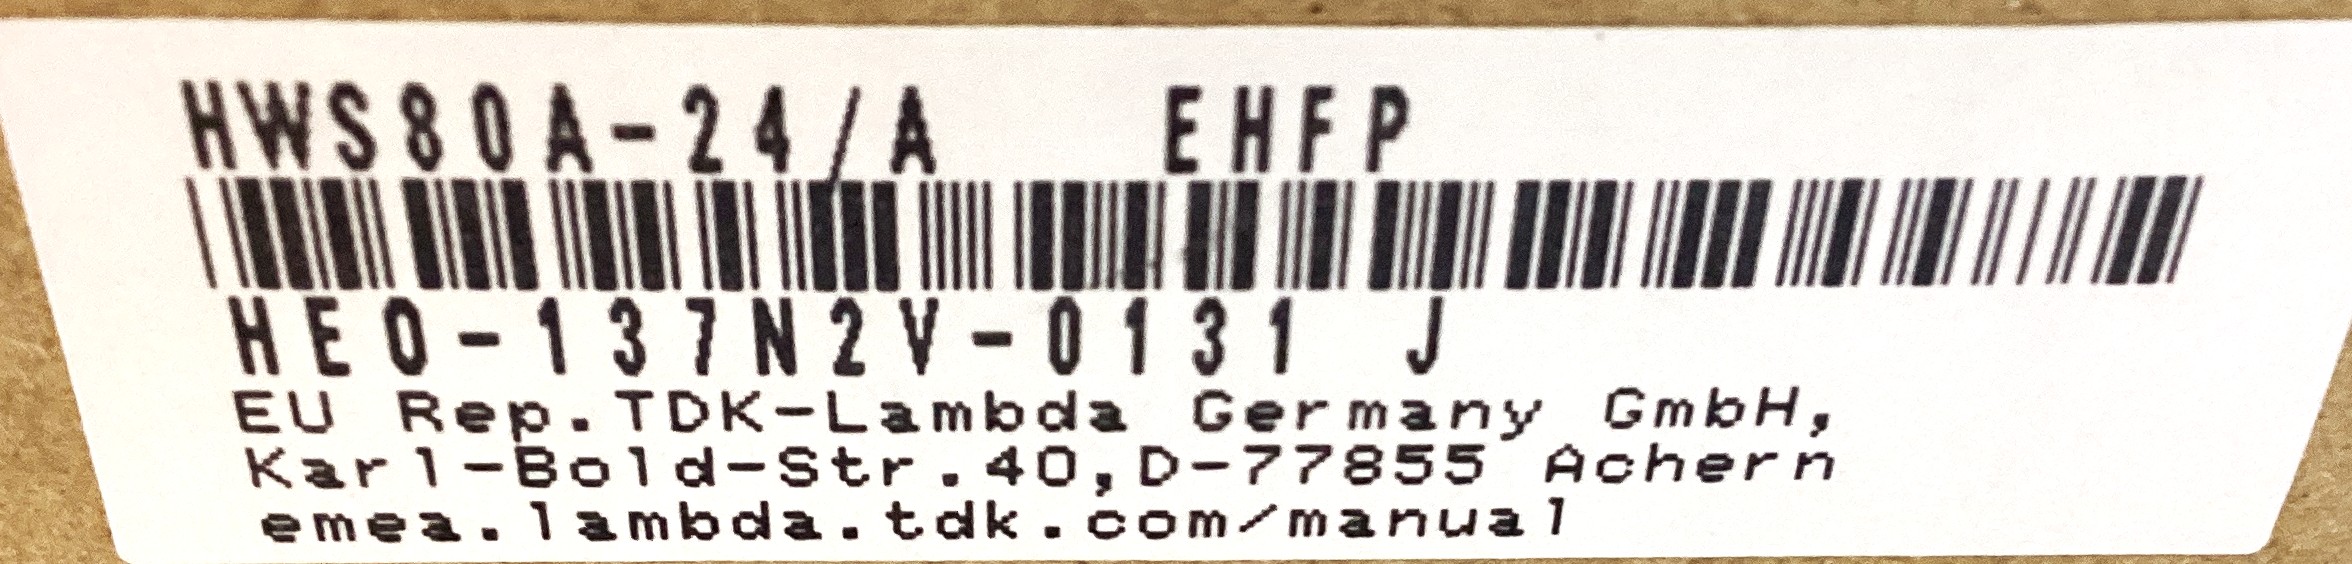 HWS80A-24/A EHFP
HE0-137N2V-0131 J
EU Rep.TDK-Lambda Germany GmbH,
Karl-Bold-Str.40,D-77855 Achern
emea.lambda.tdk.com/manual